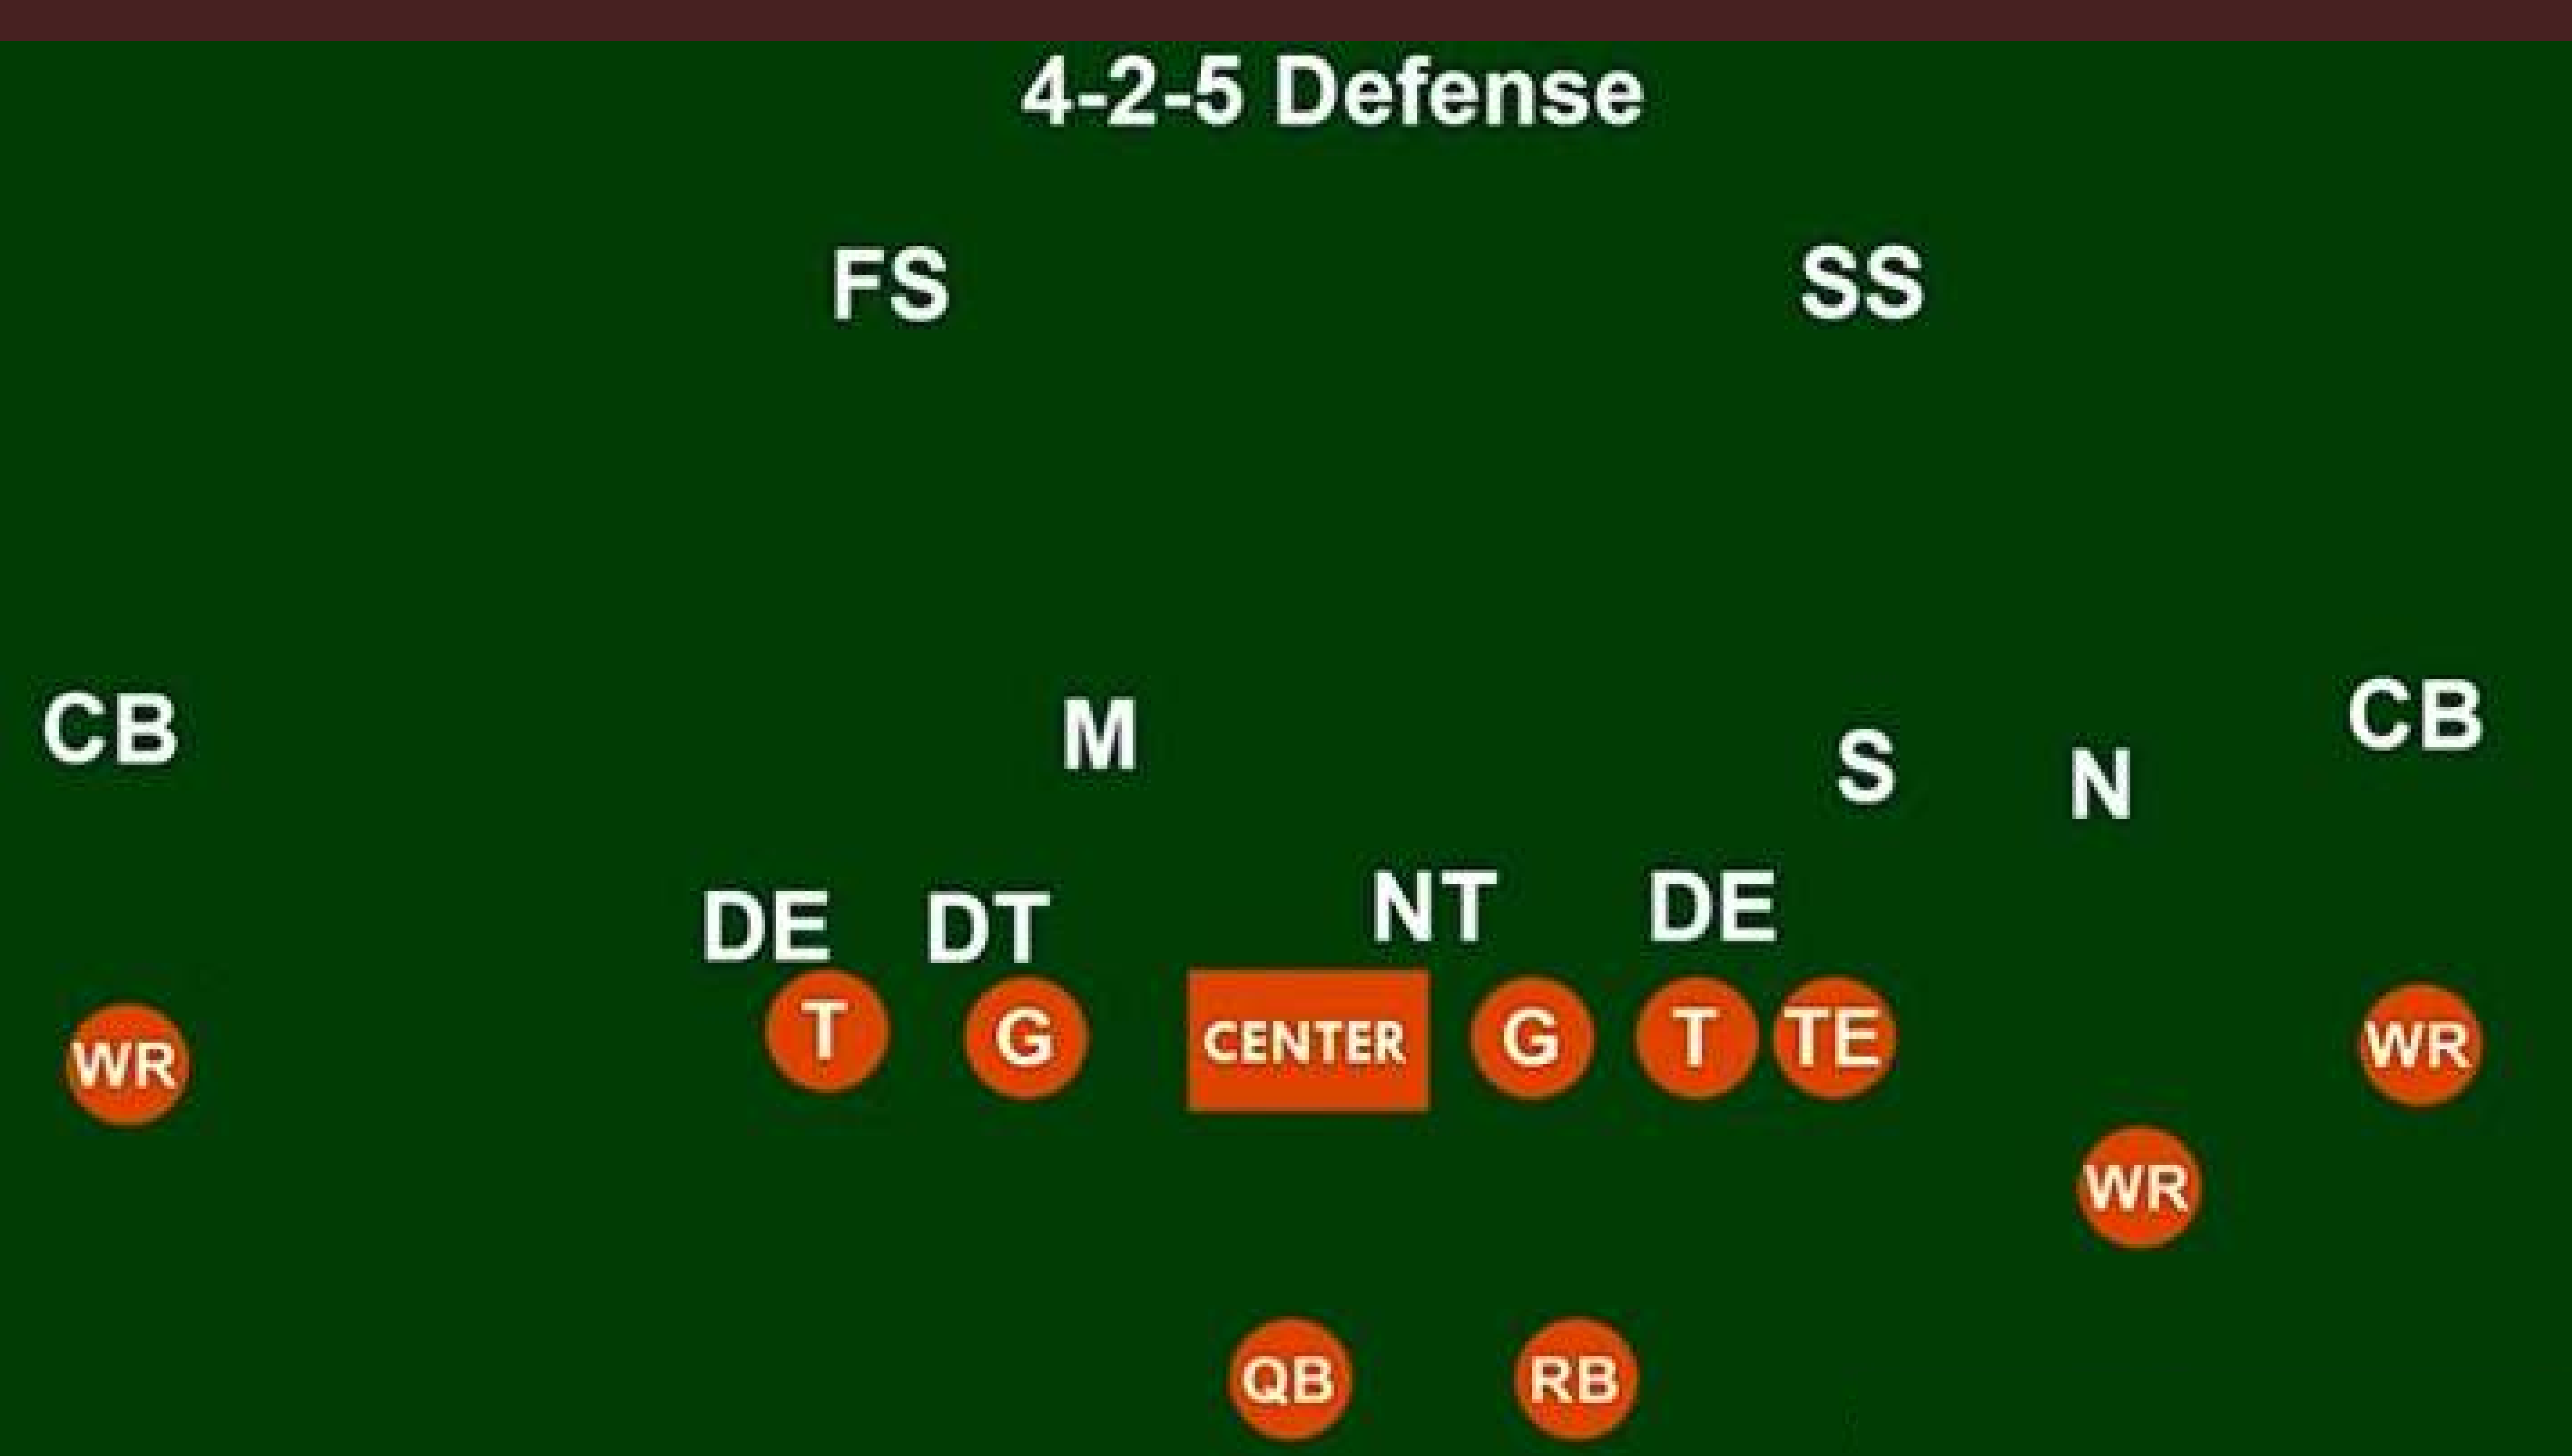 4-2-5 Defense
FS SS
CB M S N CB
DE DT NT DE
WR T G CENTER G T TE WR
WR
QB RB